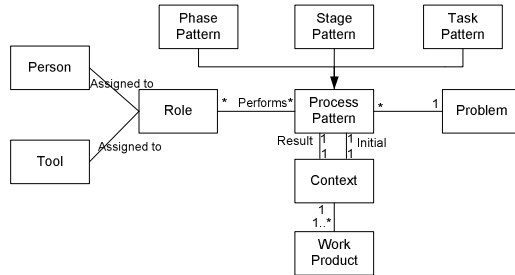 Phase
Pattern
Stage
Pattern
Task
Pattern
Person
Assigned to
Role
* Performs*
Process
Pattern
* 1
Problem
Tool
Assigned to
Result 1 1 Initial
1 1
Context
1
1..*
Work
Product